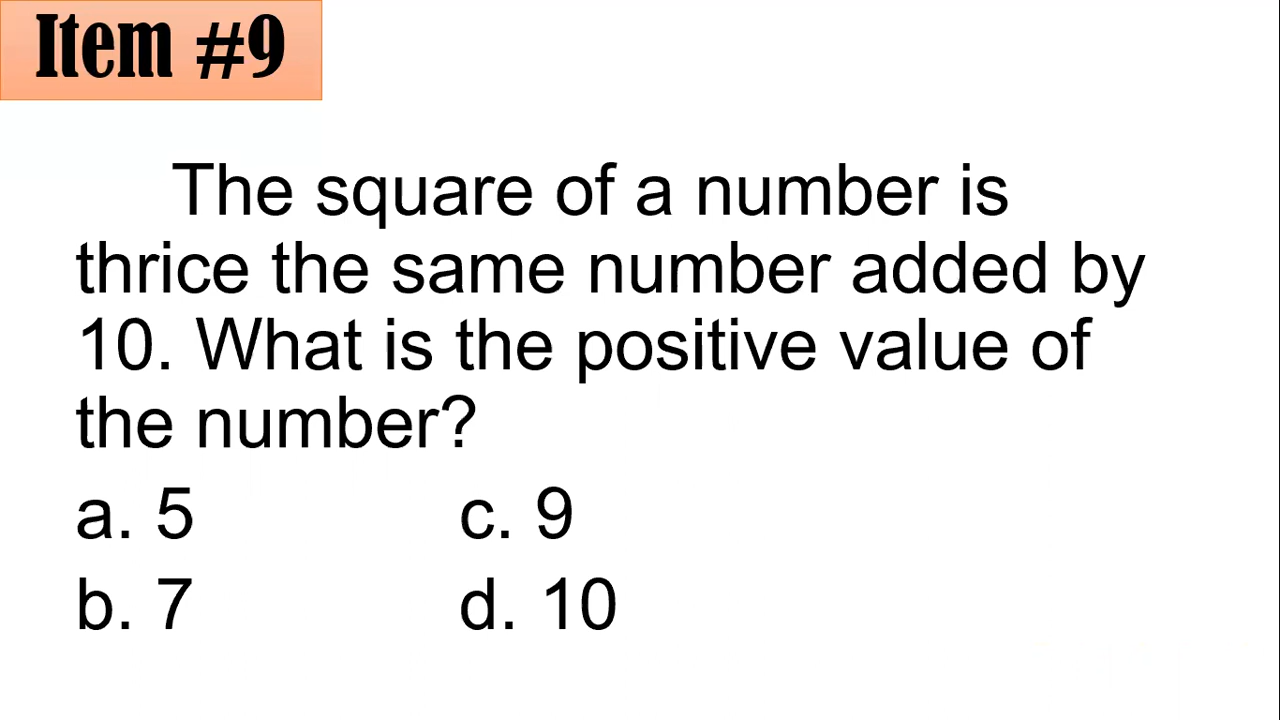 Item #9
The square of a number is
thrice the same number added by
10. What is the positive value of
the number?
a. 5 c. 9
b. 7 d. 10